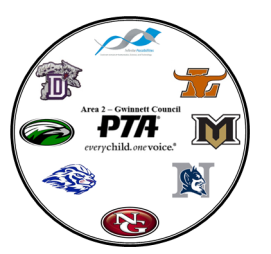 D
L
Area 2 – Gwinnett Council
PTA®
everychild. onevoice.®
M
N
NG